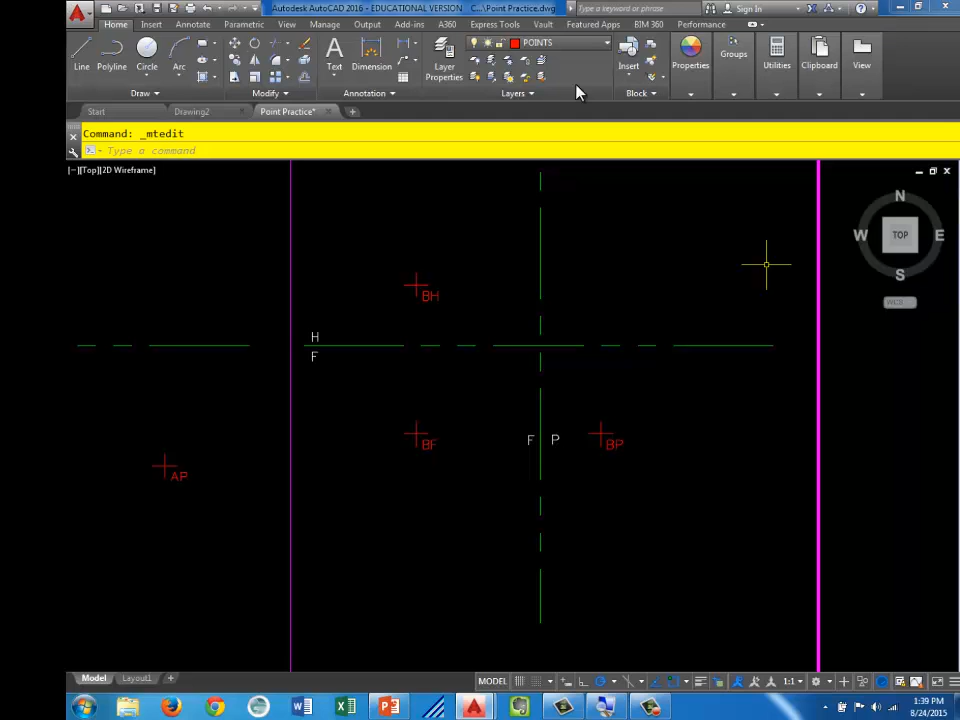 Autodesk AutoCAD 2016 - EDUCATIONAL VERSION C...\Point Practice.dwg
Type a keyword or phrase
Sign In
Home Insert Annotate Parametric View Manage Output Add-ins A360 Express Tools Vault Featured Apps BIM 360 Performance
POINTS
Line Polyline Circle Arc Text Dimension Layer Properties Insert Properties Groups Utilities Clipboard View
Draw Modify Annotation Layers Block
Start Drawing2 Point Practice*
Command: _mtedit
Type a command
[−][Top][2D Wireframe]
N
W TOP E
S
WCS
BH
H
F
BF F P BP
AP
Model Layout1
MODEL 1:1
1:39 PM
8/24/2015